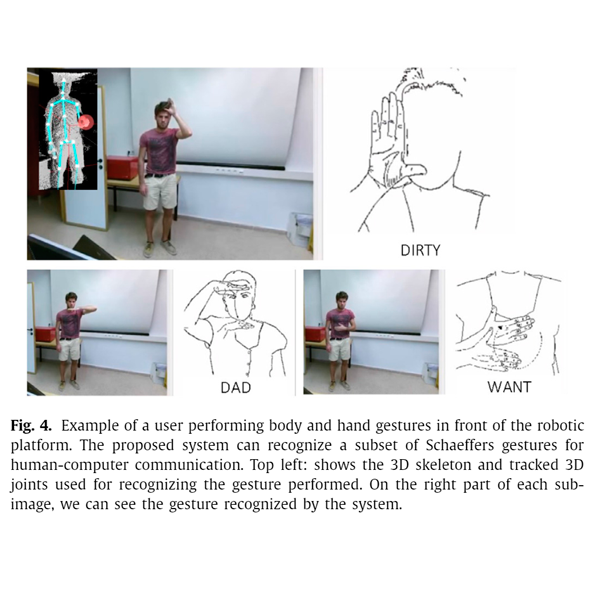 DIRTY
DAD
WANT
Fig. 4. Example of a user performing body and hand gestures in front of the robotic
platform. The proposed system can recognize a subset of Schaeffers gestures for
human-computer communication. Top left: shows the 3D skeleton and tracked 3D
joints used for recognizing the gesture performed. On the right part of each sub-
image, we can see the gesture recognized by the system.